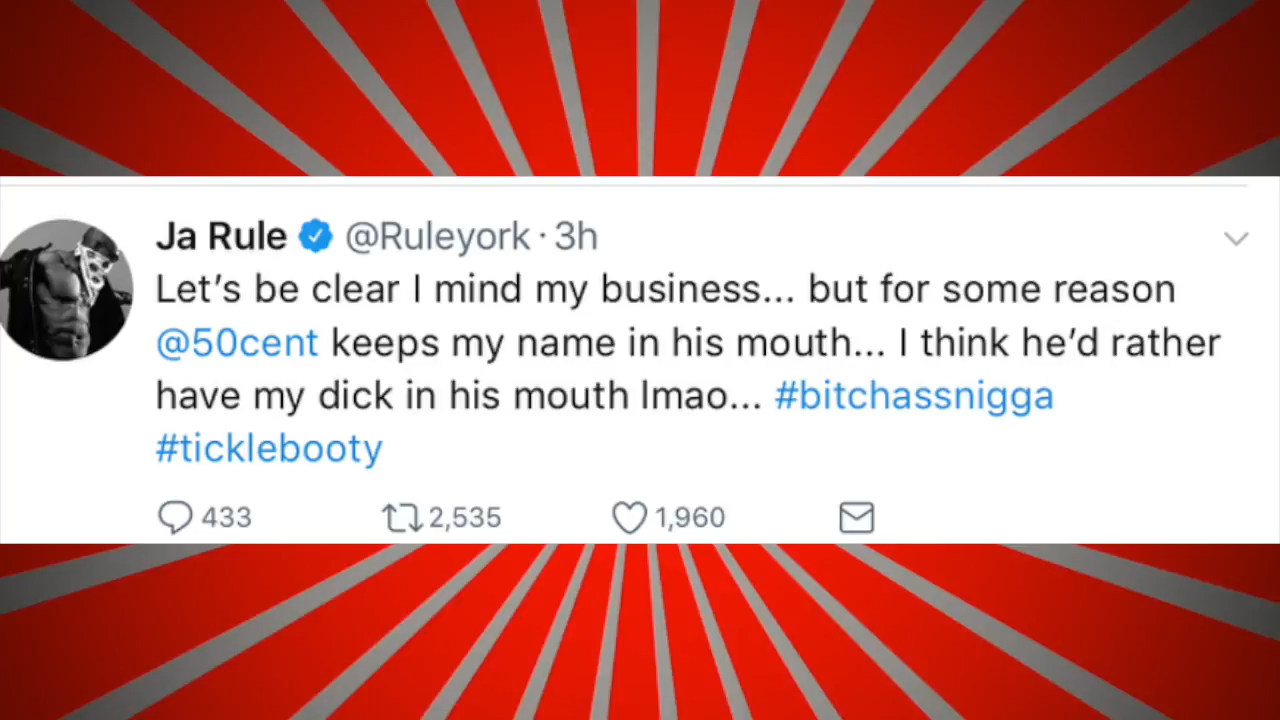 Ja Rule @Ruleyork · 3h
Let's be clear I mind my business... but for some reason
@50cent keeps my name in his mouth... I think he'd rather
have my dick in his mouth lmao... #bitchassnigga
#ticklebooty
433 2,535 1,960